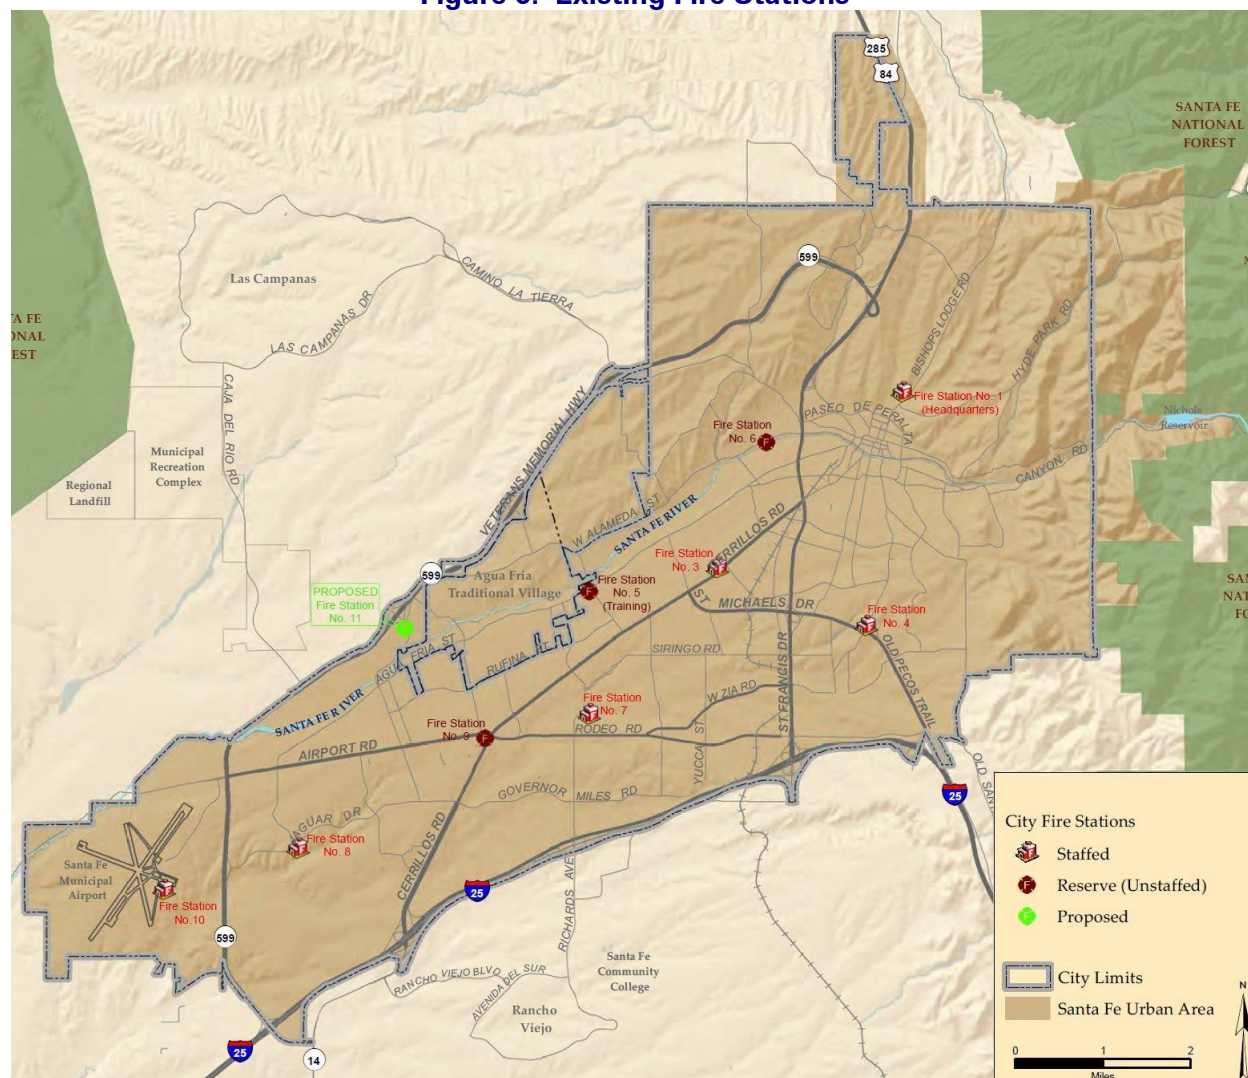 Figure 3. Existing Fire Stations
285
84
SANTA FE
NATIONAL
FOREST
599
Las Campanas
CAMINO LA TIERRA
LAS CAMPANAS DR
CAJA DEL RIO RD
BISHOPS LODGE RD
HYDE PARK RD
Fire Station No. 1
(Headquarters)
PASEO DE PERALTA
Nichols
Reservoir
CANYON RD
Fire Station
No. 6
Municipal
Recreation
Complex
Regional
Landfill
VETERANS MEMORIAL HWY
W ALAMEDA ST
SANTA FE RIVER
CERRILLOS RD
Fire Station
No. 3
599
Agua Fria
Traditional Village
Fire Station
No. 5
(Training)
PROPOSED
Fire Station
No. 11
ST MICHAELS DR
Fire Station
No. 4
AGUA FRIA ST
RUFINA ST
SIRINGO RD
ST FRANCIS DR
OLD PECOS TRAIL
W ZIA RD
Fire Station
No. 7
SANTA FE RIVER
Fire Station
No. 9
RODEO RD
YUCCA ST
AIRPORT RD
GOVERNOR MILES RD
25
OLD SANT
JAGUAR DR
Fire Station
No. 8
CERRILLOS RD
Santa Fe
Municipal
Airport
Fire Station
No.10
25
RICHARDS AVE
599
Santa Fe
Community
College
RANCHO VIEJO BLVD
AVENIDA DEL SUR
Rancho
Viejo
25
14
City Fire Stations
Staffed
Reserve (Unstaffed)
Proposed
City Limits
Santa Fe Urban Area
N
0 1 2
Miles